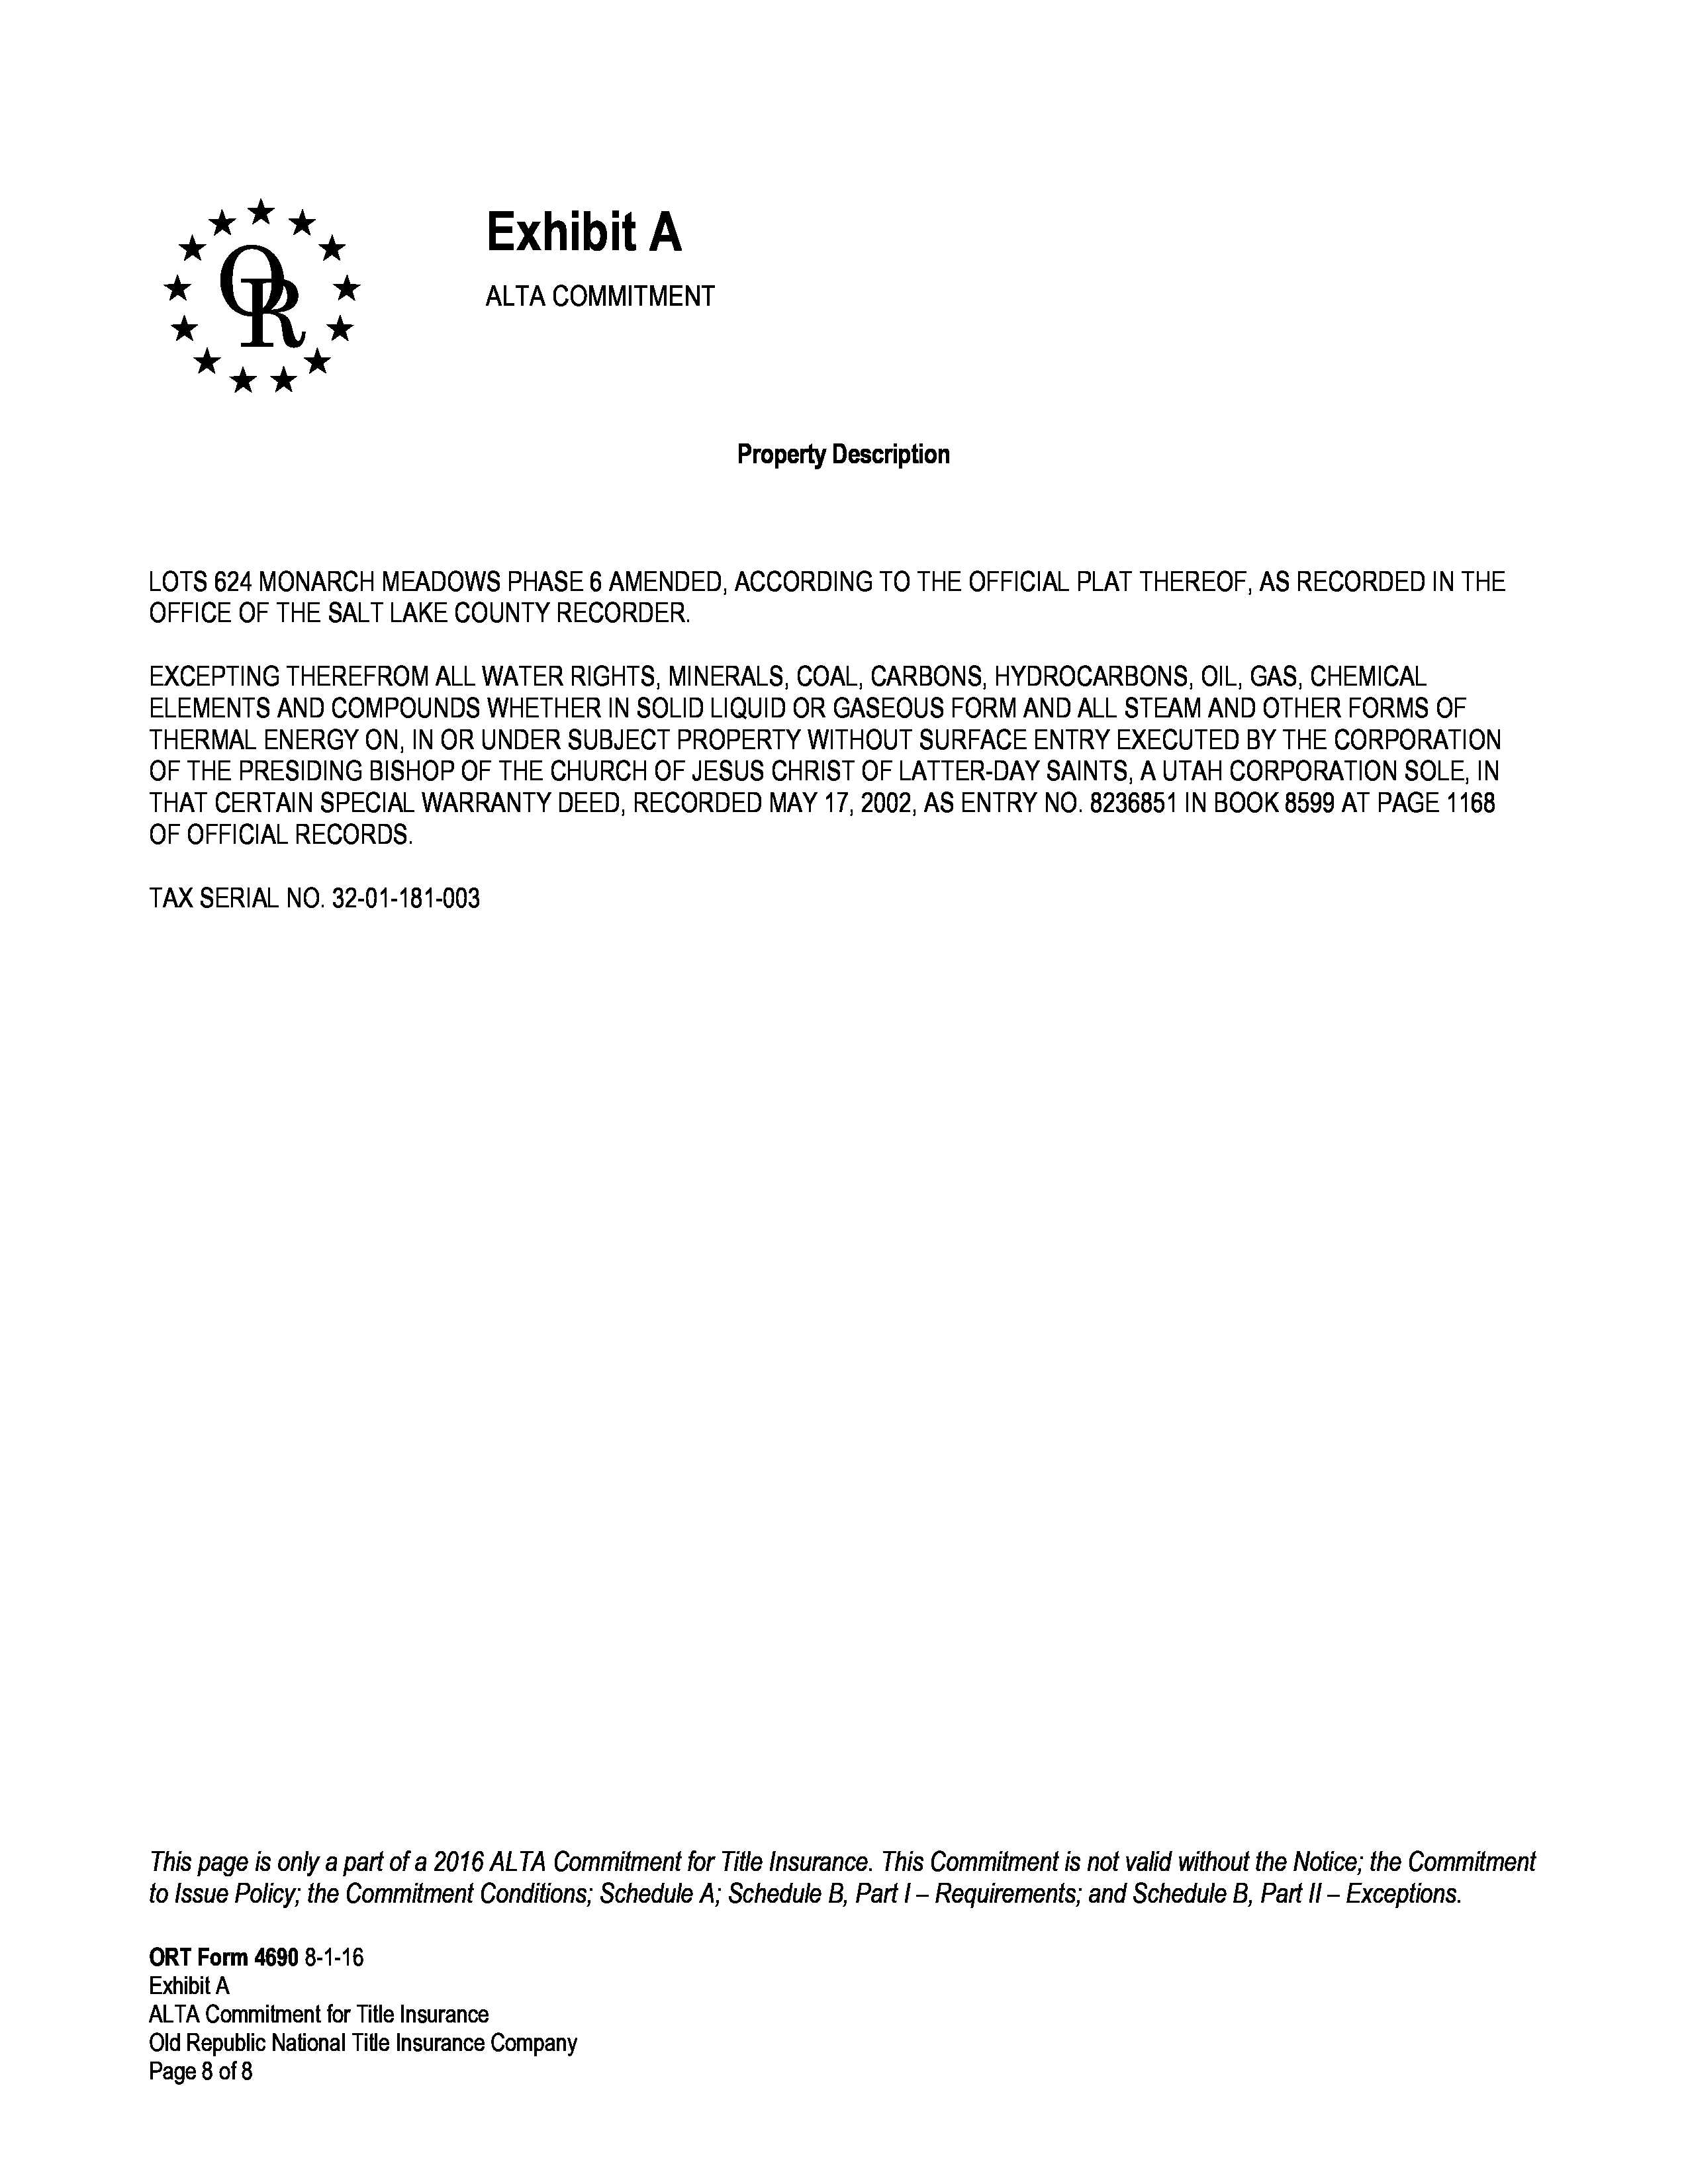 OR
Exhibit A
ALTA COMMITMENT
Property Description
LOTS 624 MONARCH MEADOWS PHASE 6 AMENDED, ACCORDING TO THE OFFICIAL PLAT THEREOF, AS RECORDED IN THE
OFFICE OF THE SALT LAKE COUNTY RECORDER.
EXCEPTING THEREFROM ALL WATER RIGHTS, MINERALS, COAL, CARBONS, HYDROCARBONS, OIL, GAS, CHEMICAL
ELEMENTS AND COMPOUNDS WHETHER IN SOLID LIQUID OR GASEOUS FORM AND ALL STEAM AND OTHER FORMS OF
THERMAL ENERGY ON, IN OR UNDER SUBJECT PROPERTY WITHOUT SURFACE ENTRY EXECUTED BY THE CORPORATION
OF THE PRESIDING BISHOP OF THE CHURCH OF JESUS CHRIST OF LATTER-DAY SAINTS, A UTAH CORPORATION SOLE, IN
THAT CERTAIN SPECIAL WARRANTY DEED, RECORDED MAY 17, 2002, AS ENTRY NO. 8236851 IN BOOK 8599 AT PAGE 1168
OF OFFICIAL RECORDS.
TAX SERIAL NO. 32-01-181-003
This page is only a part of a 2016 ALTA Commitment for Title Insurance. This Commitment is not valid without the Notice; the Commitment
to Issue Policy; the Commitment Conditions; Schedule A; Schedule B, Part I – Requirements; and Schedule B, Part II – Exceptions.
ORT Form 4690 8-1-16
Exhibit A
ALTA Commitment for Title Insurance
Old Republic National Title Insurance Company
Page 8 of 8